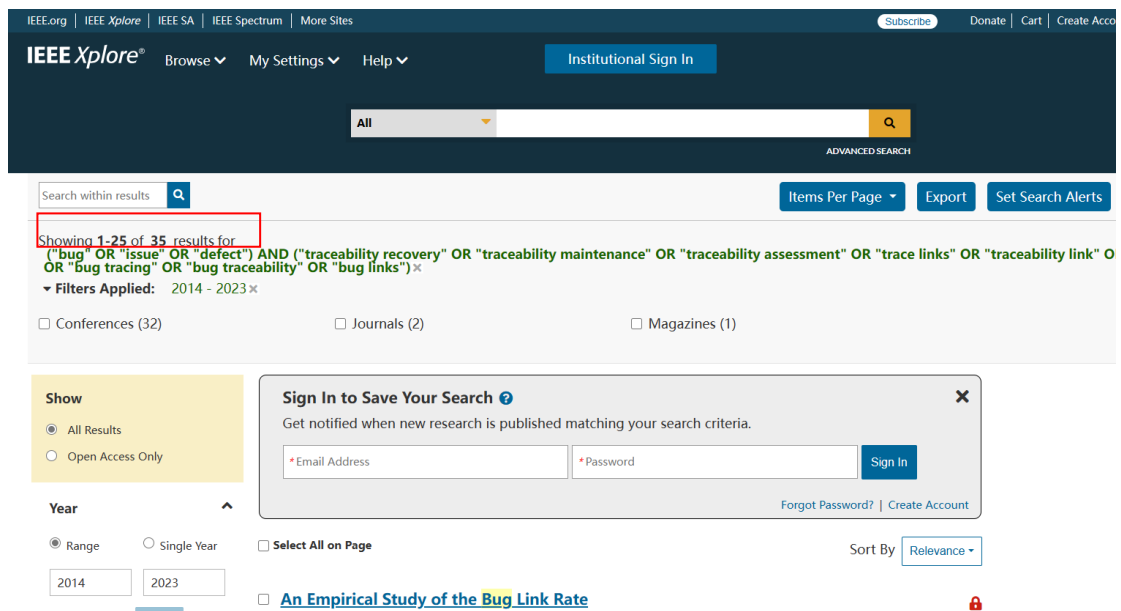 IEEE.org | IEEE Xplore | IEEE SA | IEEE Spectrum | More Sites Subscribe Donate | Cart | Create Acco
IEEE Xplore® Browse My Settings Help Institutional Sign In
All
ADVANCED SEARCH
Search within results Items Per Page Export Set Search Alerts
Showing 1-25 of 35 results for
("bug" OR "issue" OR "defect") AND ("traceability recovery" OR "traceability maintenance" OR "traceability assessment" OR "trace links" OR "traceability link" O
OR "bug tracing" OR "bug traceability" OR "bug links")×
Filters Applied: 2014 - 2023 ×
Conferences (32) Journals (2) Magazines (1)
Show
All Results
Open Access Only
Sign In to Save Your Search ?
Get notified when new research is published matching your search criteria.
*Email Address *Password Sign In
Forgot Password? | Create Account
Year
Range Single Year
2014 2023
Select All on Page Sort By Relevance
An Empirical Study of the Bug Link Rate